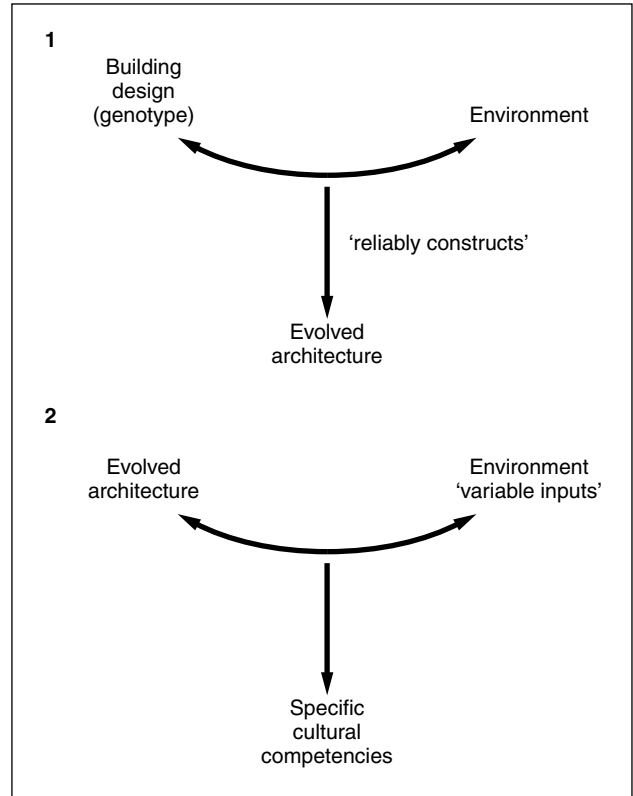 1
Building
design
(genotype)
Environment
‘reliably constructs’
Evolved
architecture
2
Evolved
architecture
Environment
‘variable inputs’
Specific
cultural
competencies